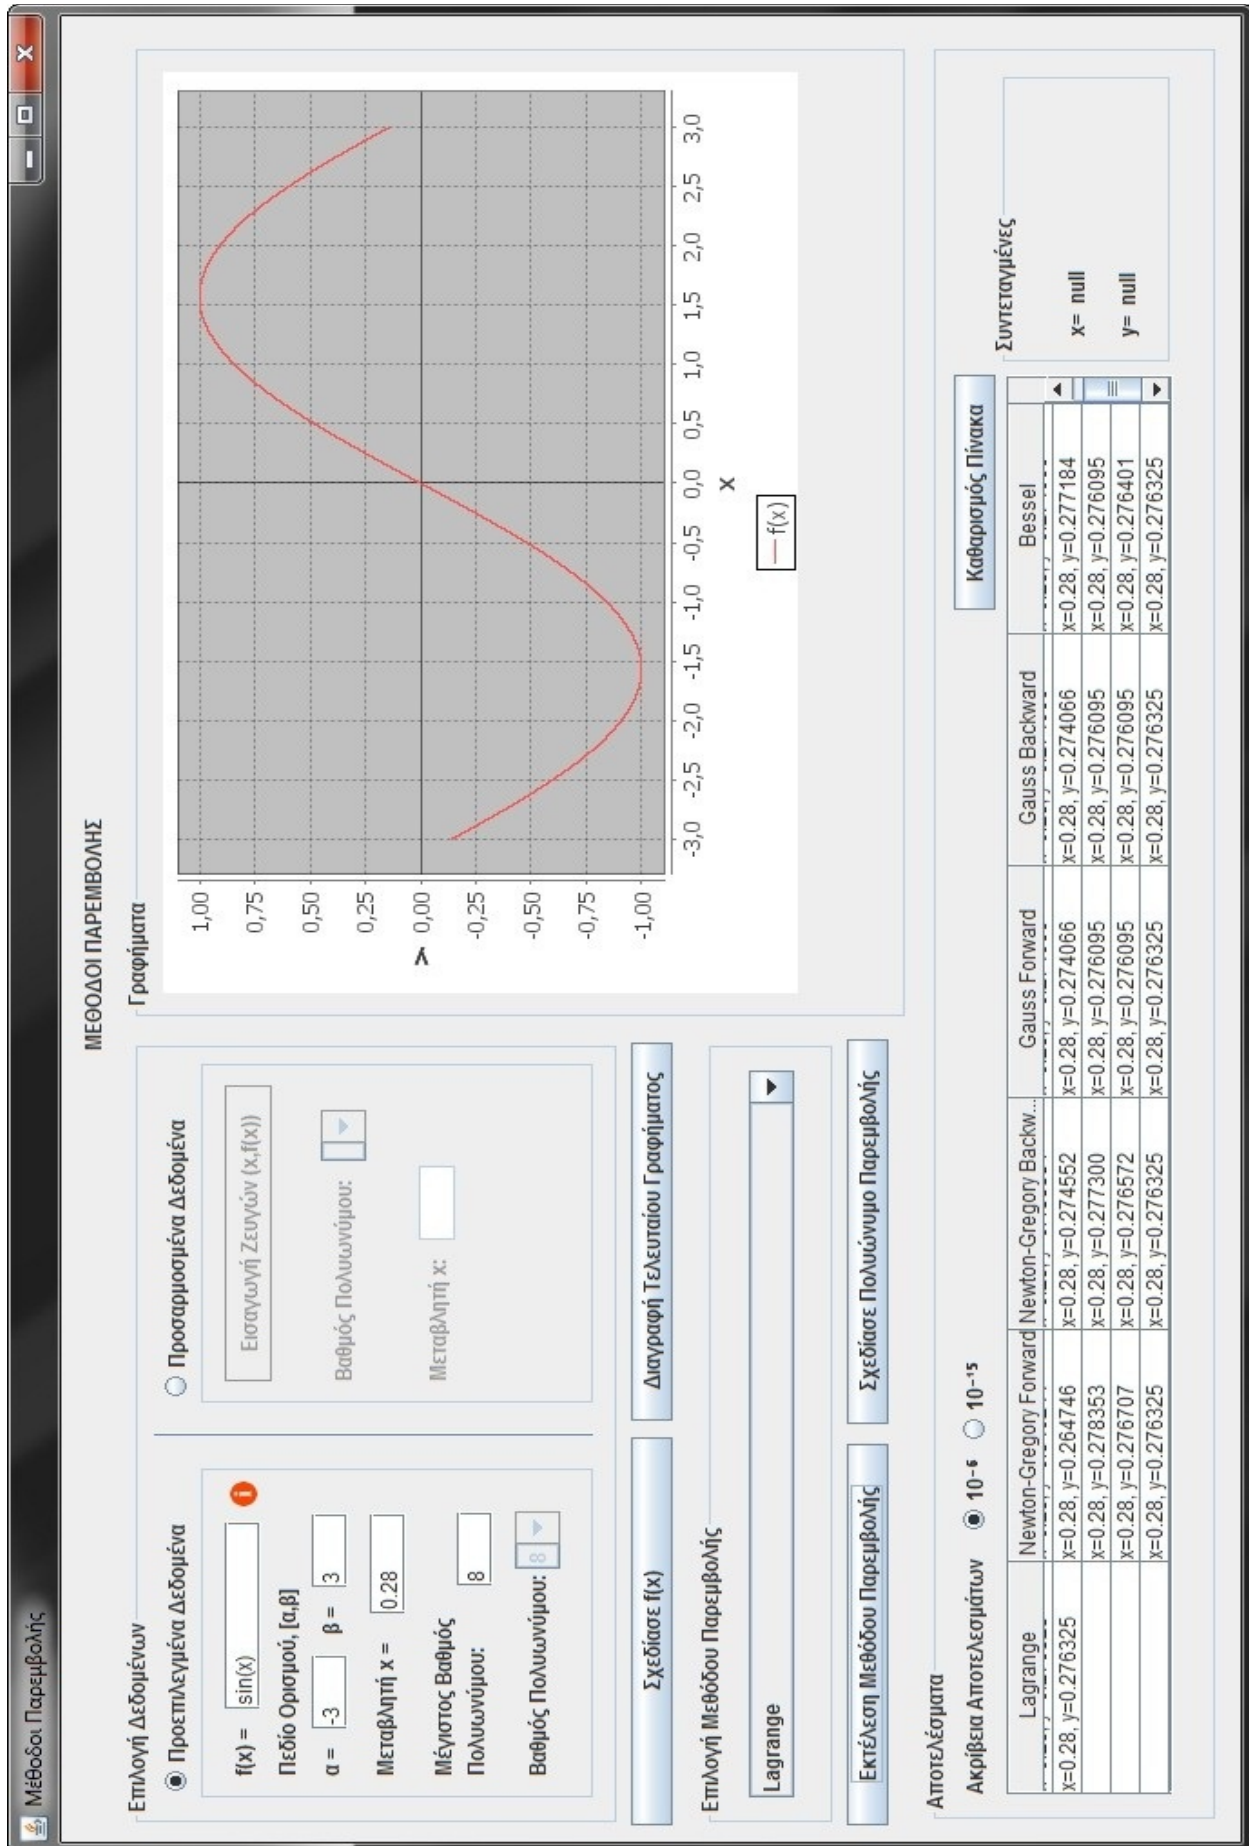 Μέθοδοι Παρεμβολής
ΜΕΘΟΔΟΙ ΠΑΡΕΜΒΟΛΗΣ
Επιλογή Δεδομένων
Προεπιλεγμένα Δεδομένα
f(x) = sin(x)
Πεδίο Ορισμού, [α,β]
α = -3 β = 3
Μεταβλητή x = 0.28
Μέγιστος Βαθμός
Πολυωνύμου: 8
Βαθμός Πολυωνύμου: 8
Προσαρμοσμένα Δεδομένα
Εισαγωγή Ζευγών (x,f(x))
Βαθμός Πολυωνύμου:
Μεταβλητή x:
Σχεδίασε f(x)
Διαγραφή Τελευταίου Γραφήματος
Επιλογή Μεθόδου Παρεμβολής
Lagrange
Εκτέλεση Μεθόδου Παρεμβολής
Σχεδίασε Πολυώνυμο Παρεμβολής
Γραφήματα
1,00
0,75
0,50
0,25
0,00
-0,25
-0,50
-0,75
-1,00
Y
-3,0 -2,5 -2,0 -1,5 -1,0 -0,5 0,0 0,5 1,0 1,5 2,0 2,5 3,0
X
f(x)
Αποτελέσματα
Ακρίβεια Αποτελεσμάτων 10⁻⁶ 10⁻¹⁵
Καθαρισμός Πίνακα
Lagrange Newton-Gregory Forward Newton-Gregory Backw... Gauss Forward Gauss Backward Bessel
x=0.28, y=0.276325 x=0.28, y=0.264746 x=0.28, y=0.274552 x=0.28, y=0.274066 x=0.28, y=0.274066 x=0.28, y=0.277184
x=0.28, y=0.278353 x=0.28, y=0.277300 x=0.28, y=0.276095 x=0.28, y=0.276095 x=0.28, y=0.276095
x=0.28, y=0.276707 x=0.28, y=0.276572 x=0.28, y=0.276095 x=0.28, y=0.276095 x=0.28, y=0.276401
x=0.28, y=0.276325 x=0.28, y=0.276325 x=0.28, y=0.276325 x=0.28, y=0.276325 x=0.28, y=0.276325
Συντεταγμένες
x= null
y= null